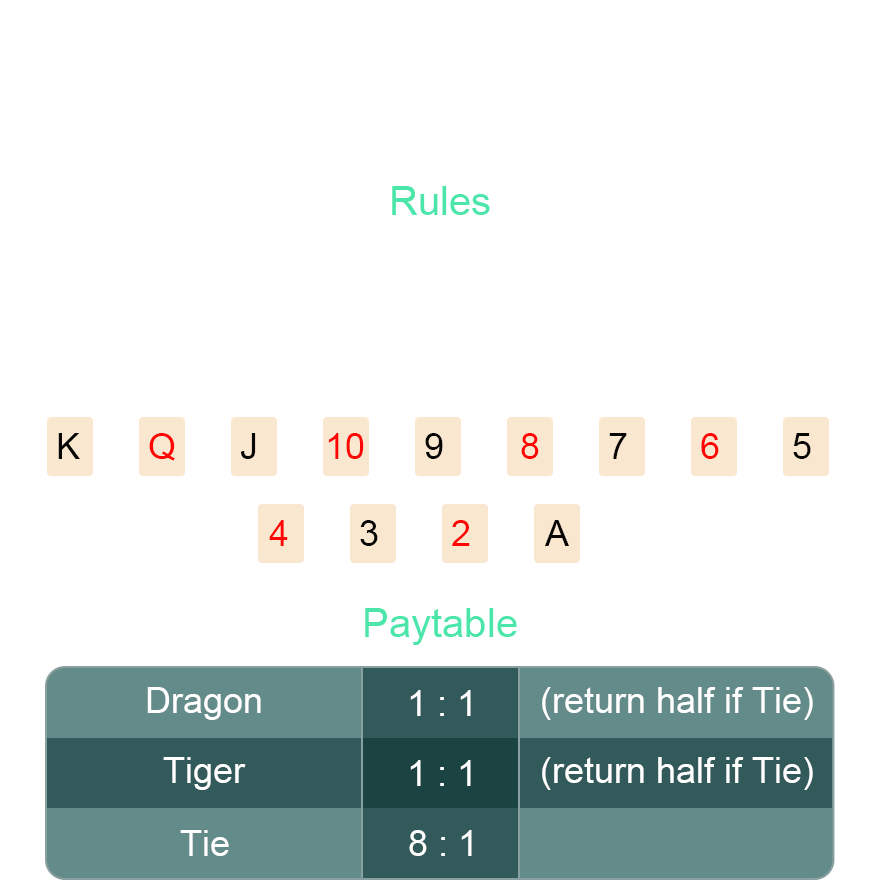 Rules
K Q J 10 9 8 7 6 5
4 3 2 A
Paytable
Dragon 1 : 1 (return half if Tie)
Tiger 1 : 1 (return half if Tie)
Tie 8 : 1